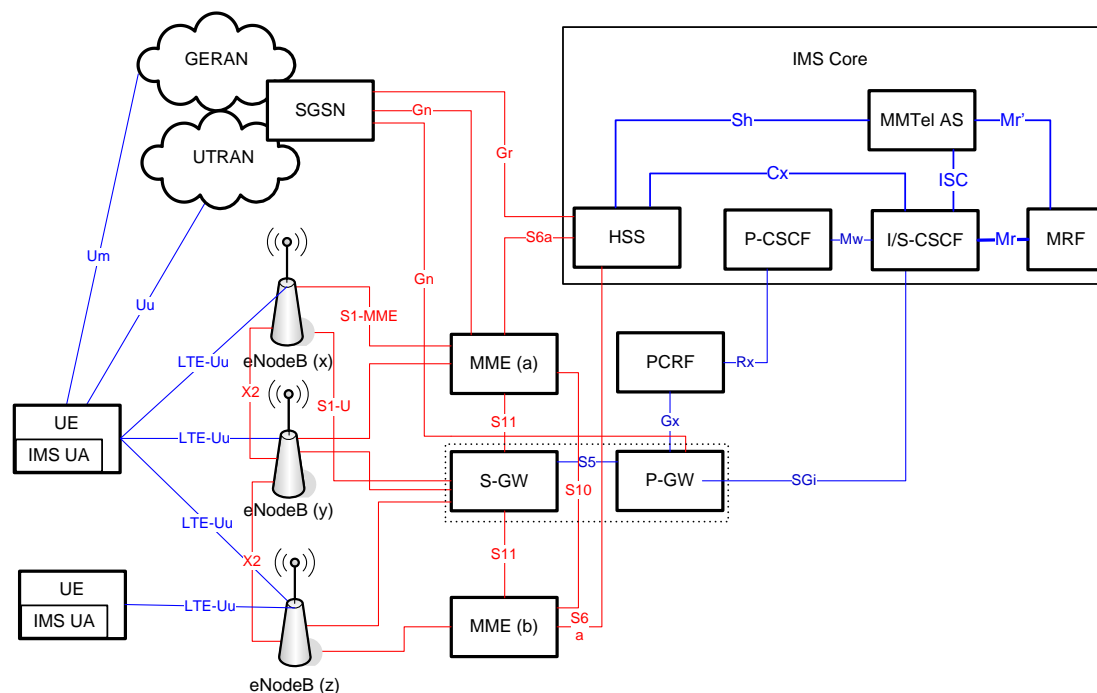 GERAN
SGSN
UTRAN
Gn
Gr
Gn
IMS Core
MMTel AS
Sh
Mr’
Cx
ISC
HSS
P-CSCF
Mw
I/S-CSCF
Mr
MRF
S6a
Um
Uu
S1-MME
eNodeB (x)
LTE-Uu
X2
S1-U
MME (a)
PCRF
Rx
UE
IMS UA
LTE-Uu
S11
Gx
S-GW
S5
P-GW
SGi
S10
eNodeB (y)
LTE-Uu
X2
S11
UE
IMS UA
LTE-Uu
MME (b)
S6
a
eNodeB (z)